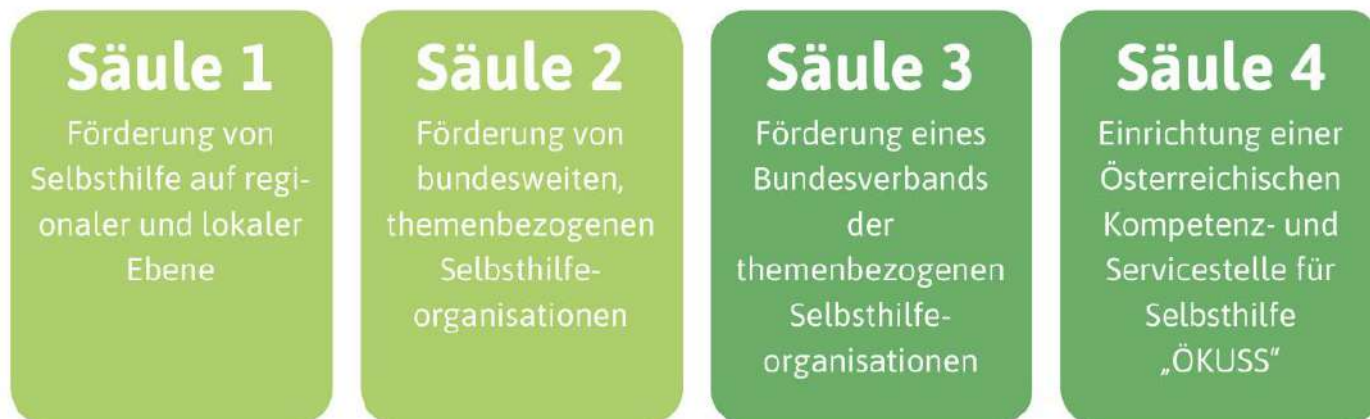 Säule 1
Förderung von
Selbsthilfe auf regi-
onaler und lokaler
Ebene
Säule 2
Förderung von
bundesweiten,
themenbezogenen
Selbsthilfe-
organisationen
Säule 3
Förderung eines
Bundesverbands
der
themenbezogenen
Selbsthilfe-
organisationen
Säule 4
Einrichtung einer
Österreichischen
Kompetenz- und
Servicestelle für
Selbsthilfe
„ÖKUSS“